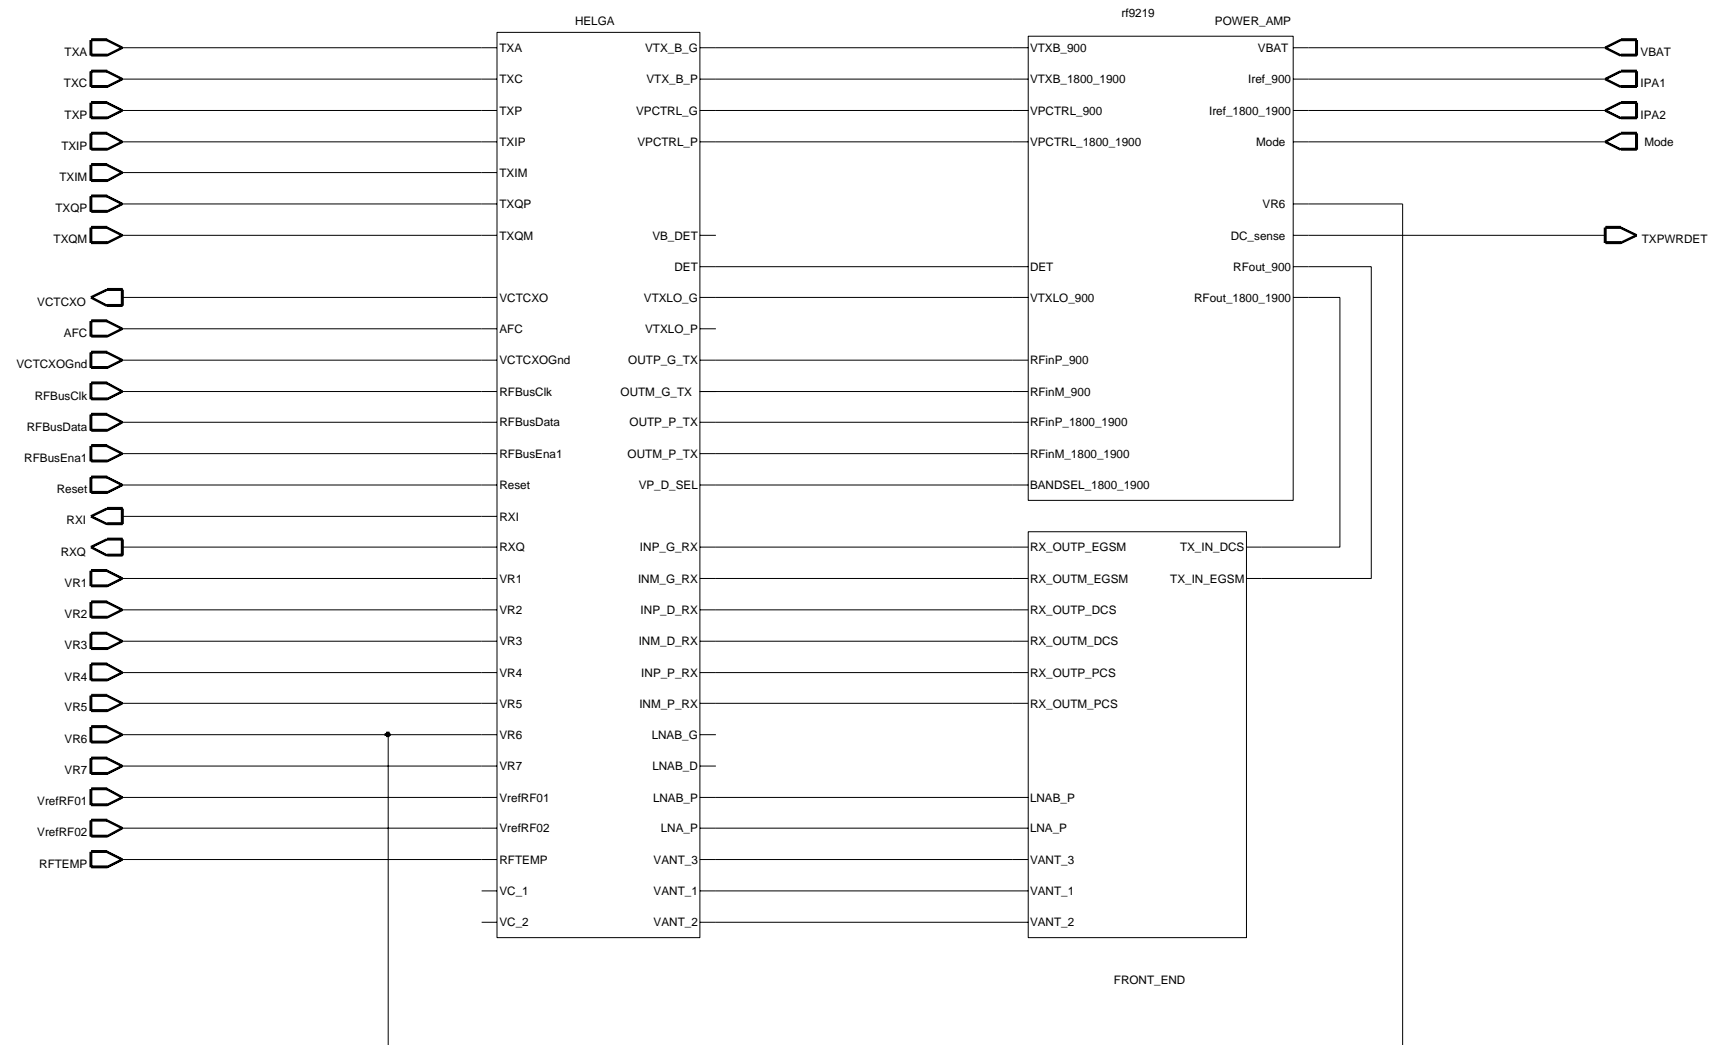 rf9219
HELGA POWER_AMP
TXA TXA VTX_B_G VTXB_900 VBAT VBAT
TXC TXC VTX_B_P VTXB_1800_1900 Iref_900 IPA1
TXP TXP VPCTRL_G VPCTRL_900 Iref_1800_1900 IPA2
TXIP TXIP VPCTRL_P VPCTRL_1800_1900 Mode Mode
TXIM TXIM
TXQP TXQP VR6
TXQM TXQM VB_DET DC_sense TXPWRDET
DET DET RFout_900
VCTCXO VCTCXO VTXLO_G VTXLO_900 RFout_1800_1900
AFC AFC VTXLO_P
VCTCXOGnd VCTCXOGnd OUTP_G_TX RFinP_900
RFBusClk RFBusClk OUTM_G_TX RFinM_900
RFBusData RFBusData OUTP_P_TX RFinP_1800_1900
RFBusEna1 RFBusEna1 OUTM_P_TX RFinM_1800_1900
Reset Reset VP_D_SEL BANDSEL_1800_1900
RXI RXI
RXQ RXQ INP_G_RX RX_OUTP_EGSM TX_IN_DCS
VR1 VR1 INM_G_RX RX_OUTM_EGSM TX_IN_EGSM
VR2 VR2 INP_D_RX RX_OUTP_DCS
VR3 VR3 INM_D_RX RX_OUTM_DCS
VR4 VR4 INP_P_RX RX_OUTP_PCS
VR5 VR5 INM_P_RX RX_OUTM_PCS
VR6 VR6 LNAB_G
VR7 VR7 LNAB_D
VrefRF01 VrefRF01 LNAB_P LNAB_P
VrefRF02 VrefRF02 LNA_P LNA_P
RFTEMP RFTEMP VANT_3 VANT_3
VC_1 VANT_1 VANT_1
VC_2 VANT_2 VANT_2
FRONT_END